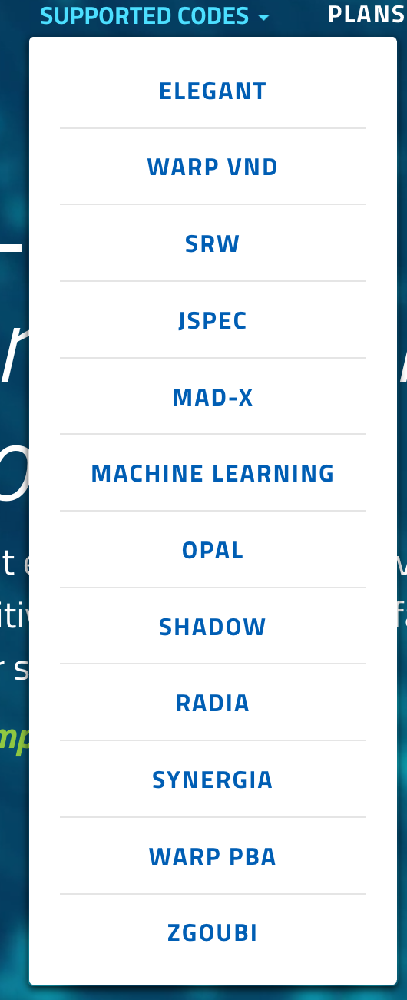 SUPPORTED CODES
PLANS
ELEGANT
WARP VND
SRW
JSPEC
MAD-X
MACHINE LEARNING
OPAL
SHADOW
RADIA
SYNERGIA
WARP PBA
ZGOUBI